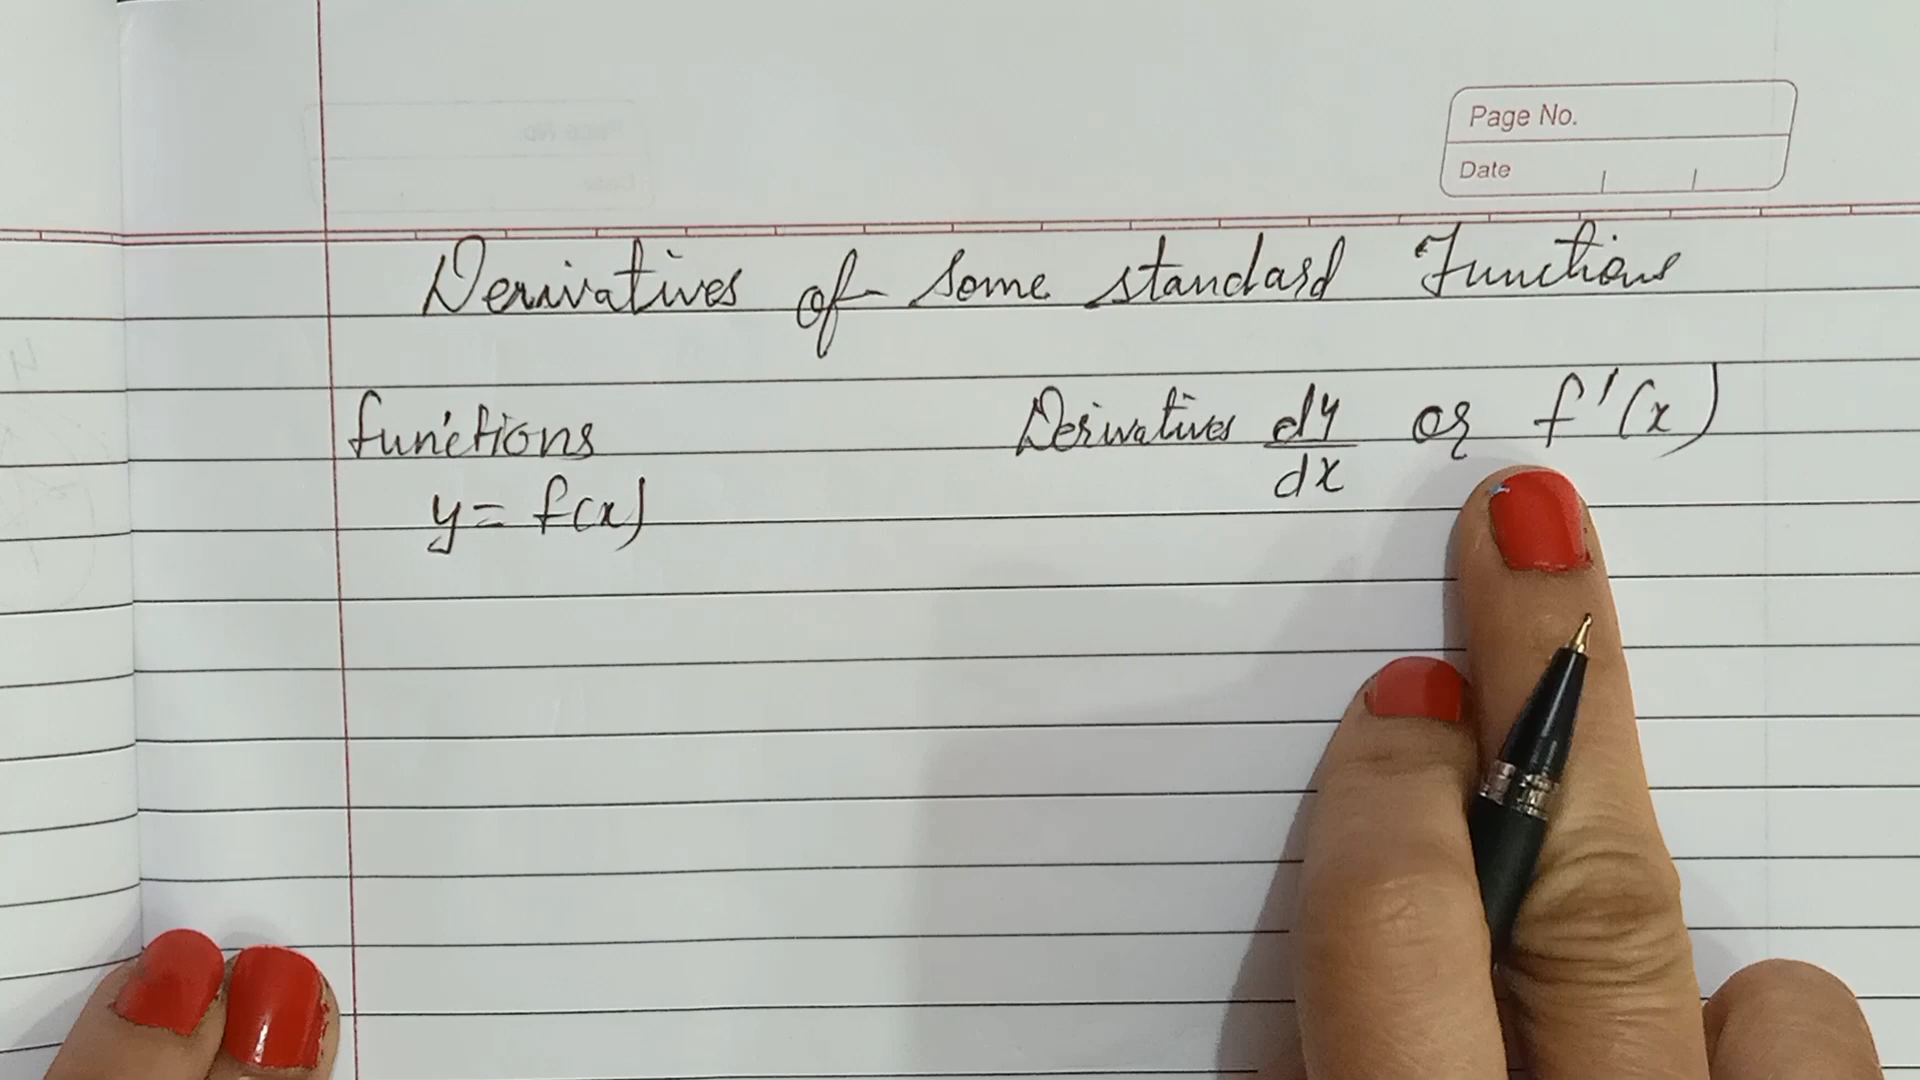 Page No.
Date
Derivatives of some standard Functions
functions
Derivatives dy/dx or f'(x)
y = f(x)